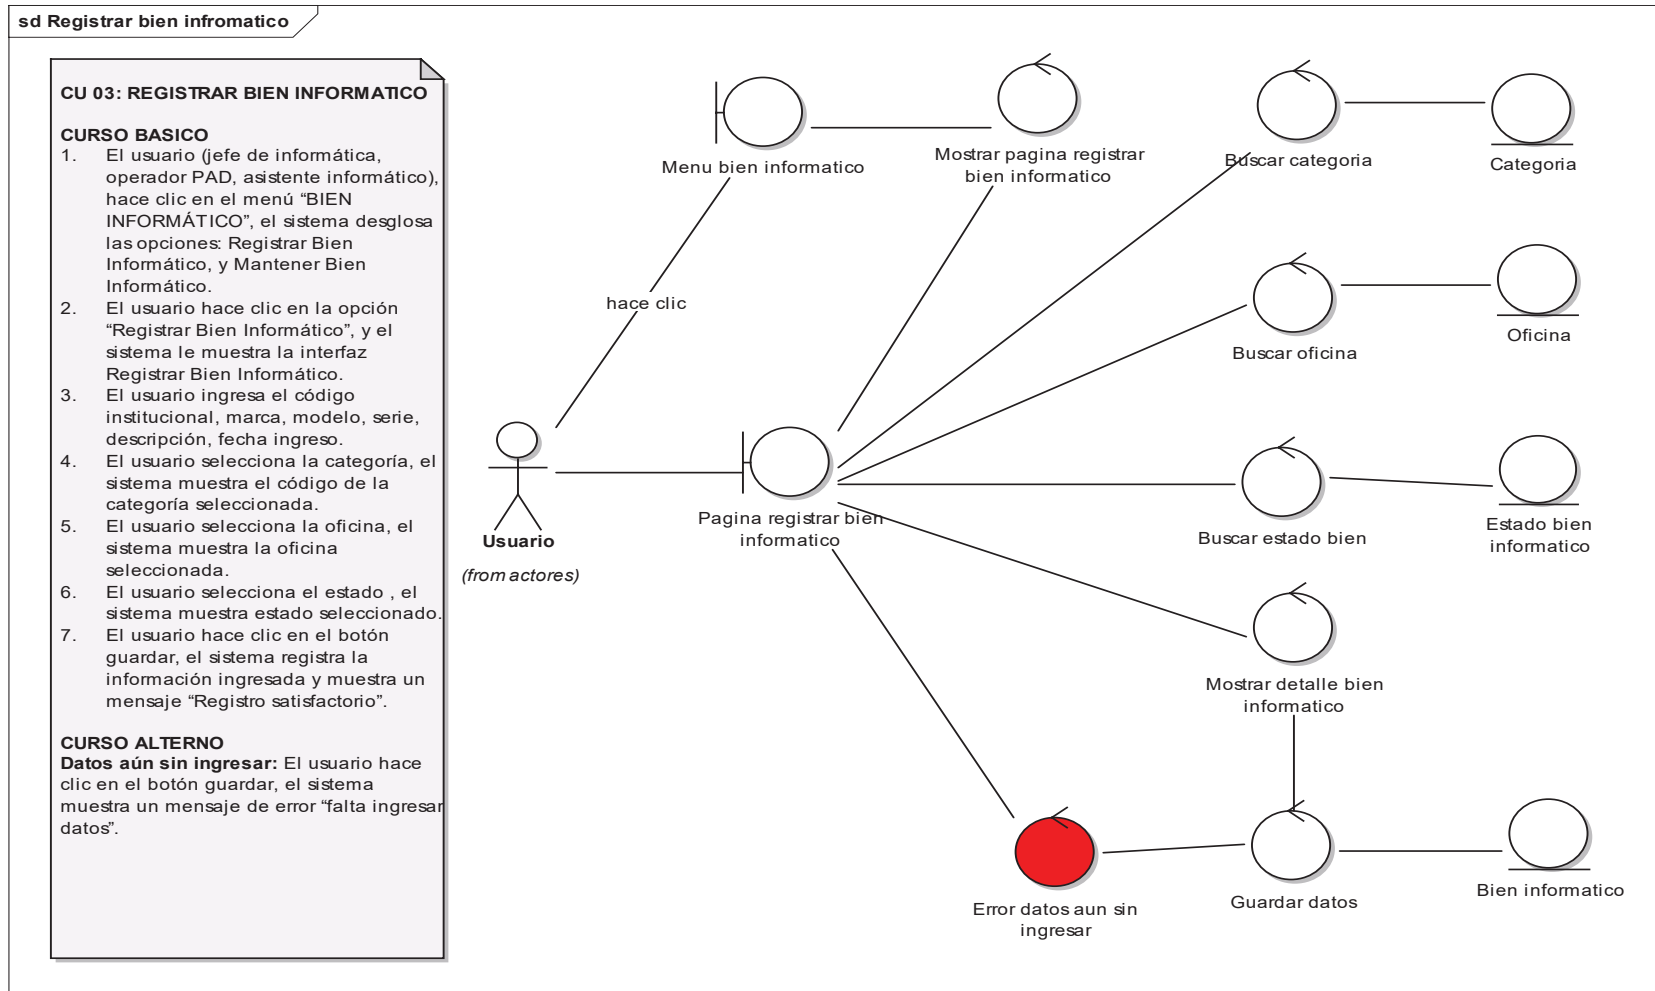 sd Registrar bien infromatico
CU 03: REGISTRAR BIEN INFORMATICO
CURSO BASICO
1. El usuario (jefe de informática,
operador PAD, asistente informático),
hace clic en el menú “BIEN
INFORMÁTICO”, el sistema desglosa
las opciones: Registrar Bien
Informático, y Mantener Bien
Informático.
2. El usuario hace clic en la opción
“Registrar Bien Informático”, y el
sistema le muestra la interfaz
Registrar Bien Informático.
3. El usuario ingresa el código
institucional, marca, modelo, serie,
descripción, fecha ingreso.
4. El usuario selecciona la categoría, el
sistema muestra el código de la
categoría seleccionada.
5. El usuario selecciona la oficina, el
sistema muestra la oficina
seleccionada.
6. El usuario selecciona el estado , el
sistema muestra estado seleccionado.
7. El usuario hace clic en el botón
guardar, el sistema registra la
información ingresada y muestra un
mensaje “Registro satisfactorio”.
CURSO ALTERNO
Datos aún sin ingresar: El usuario hace
clic en el botón guardar, el sistema
muestra un mensaje de error “falta ingresar
datos”.
Menu bien informatico
Mostrar pagina registrar
bien informatico
Buscar categoria
Categoria
hace clic
Buscar oficina
Oficina
Usuario
(from actores)
Pagina registrar bien
informatico
Buscar estado bien
Estado bien
informatico
Mostrar detalle bien
informatico
Error datos aun sin
ingresar
Guardar datos
Bien informatico